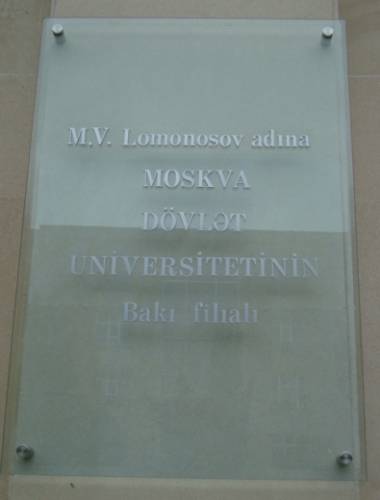 M.V. Lomonosov adına
MOSKVA
DÖVLƏT
UNİVERSİTETİNİN
Bakı filialı